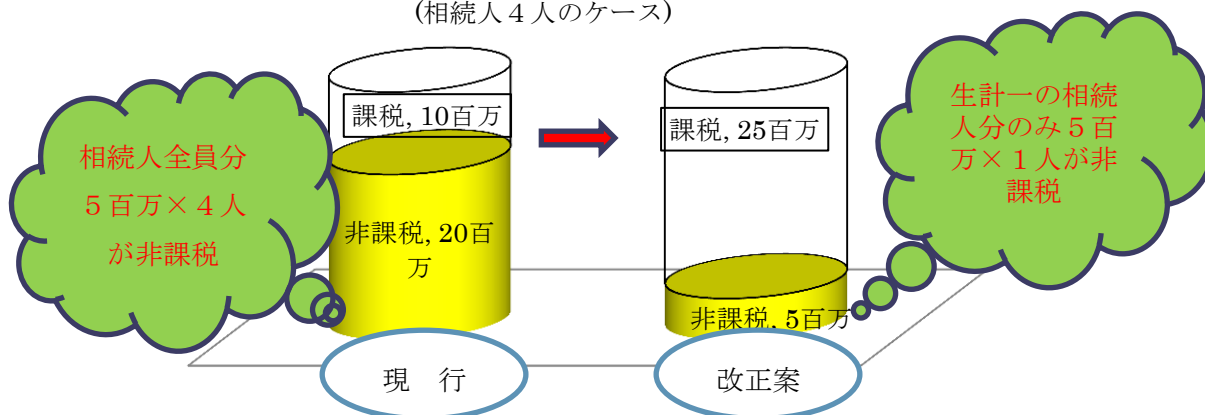 (相続人４人のケース)
相続人全員分
５百万×４人
が非課税
課税, 10百万
非課税, 20百
万
現　行
課税, 25百万
非課税, 5百万
改正案
生計一の相続
人分のみ５百
万×１人が非
課税